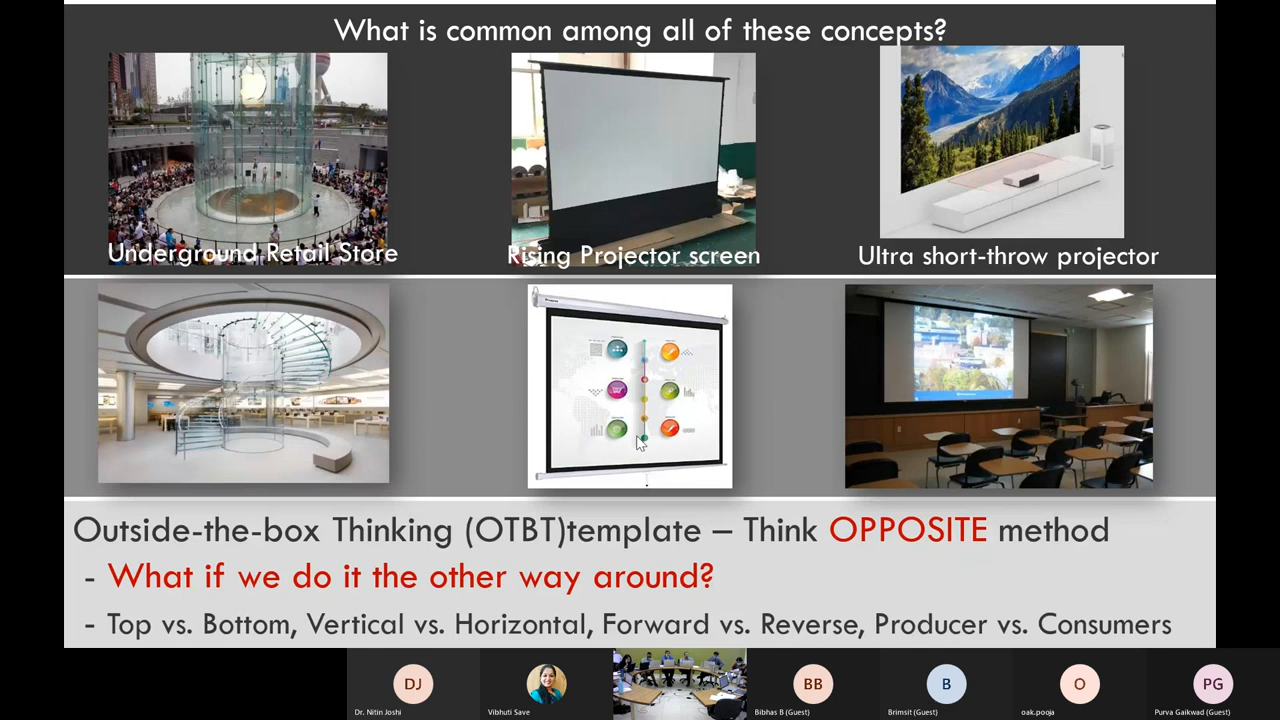 What is common among all of these concepts?
Underground Retail Store
Rising Projector screen
Ultra short-throw projector
Outside-the-box Thinking (OTBT)template – Think OPPOSITE method
- What if we do it the other way around?
- Top vs. Bottom, Vertical vs. Horizontal, Forward vs. Reverse, Producer vs. Consumers
DJ
BB
B
O
PG
Dr. Nitin Joshi
Vibhuti Save
Bibhas B (Guest)
Brimsit (Guest)
oak.pooja
Purva Gaikwad (Guest)